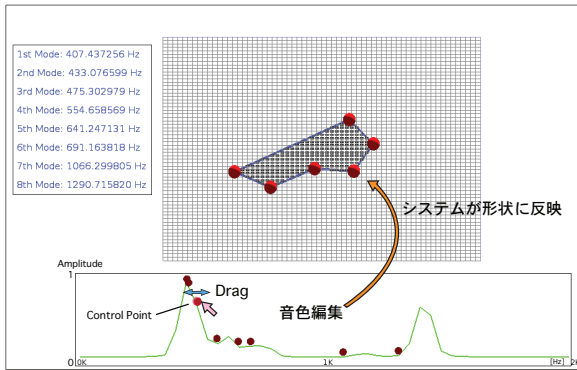 1st Mode: 407.437256 Hz
2nd Mode: 433.076599 Hz
3rd Mode: 475.302979 Hz
4th Mode: 554.658569 Hz
5th Mode: 641.247131 Hz
6th Mode: 691.163818 Hz
7th Mode: 1066.299805 Hz
8th Mode: 1290.715820 Hz
システムが形状に反映
Amplitude
1
Drag
Control Point
音色編集
0
0K
1K
[Hz]
2K